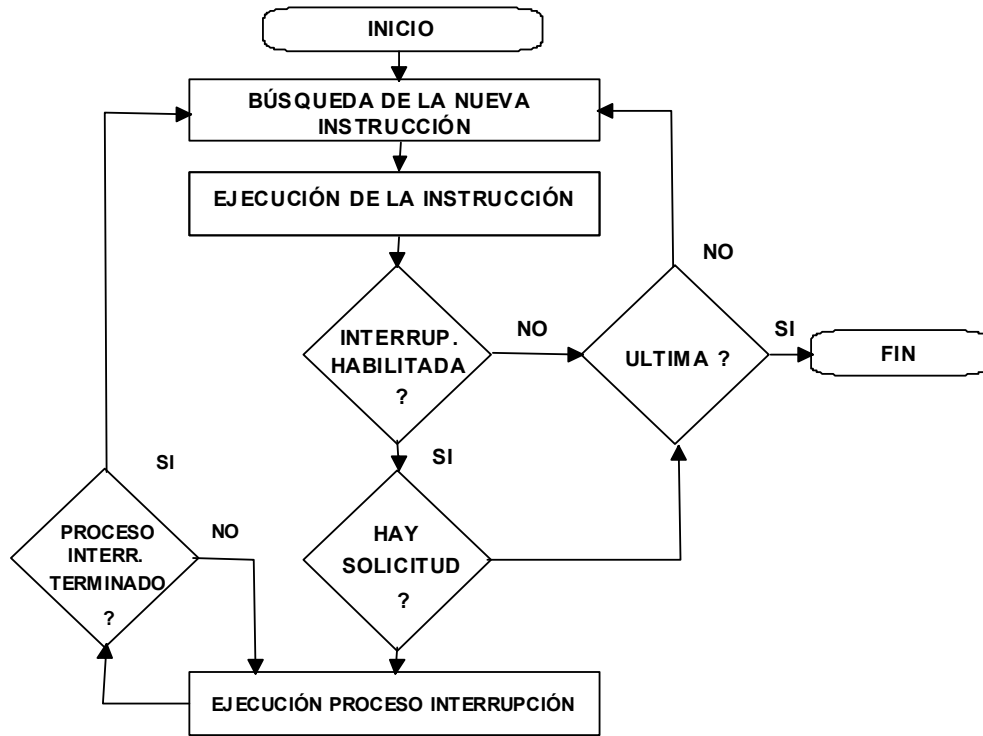 INICIO
BÚSQUEDA DE LA NUEVA
INSTRUCCIÓN
EJECUCIÓN DE LA INSTRUCCIÓN
NO
INTERRUP.
HABILITADA
?
NO
ULTIMA ?
SI
FIN
SI
SI
HAY
SOLICITUD
?
PROCESO
INTERR.
TERMINADO
?
NO
EJECUCIÓN PROCESO INTERRUPCIÓN